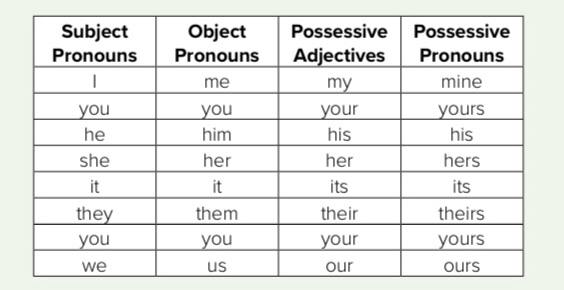 Subject Pronouns Object Pronouns Possessive Adjectives Possessive Pronouns
I me my mine
you you your yours
he him his his
she her her hers
it it its its
they them their theirs
you you your yours
we us our ours